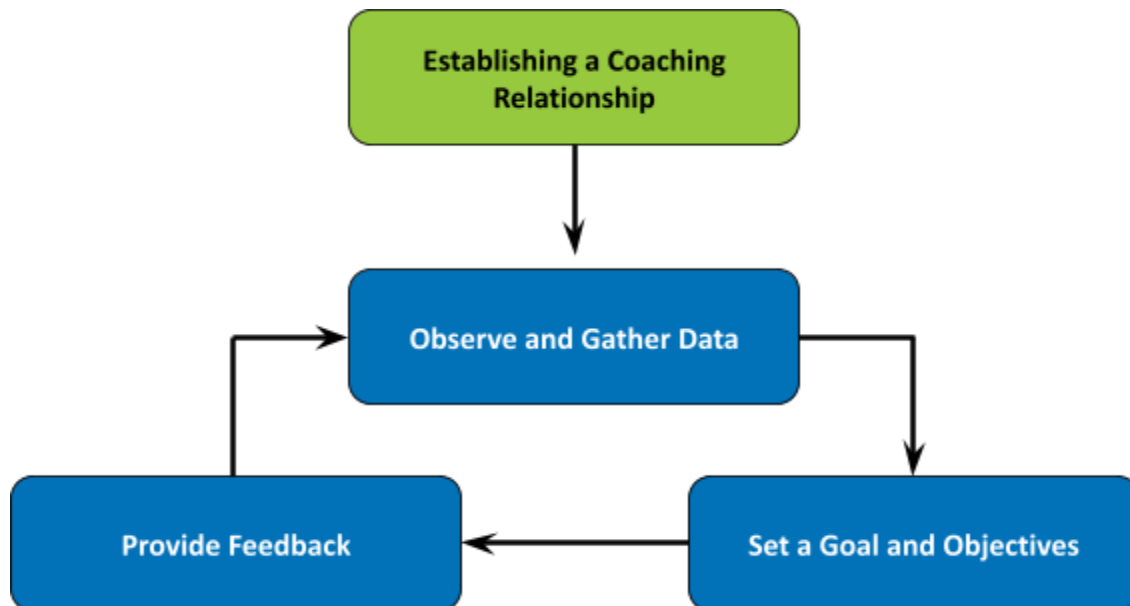 Establishing a Coaching
Relationship
Observe and Gather Data
Provide Feedback
Set a Goal and Objectives